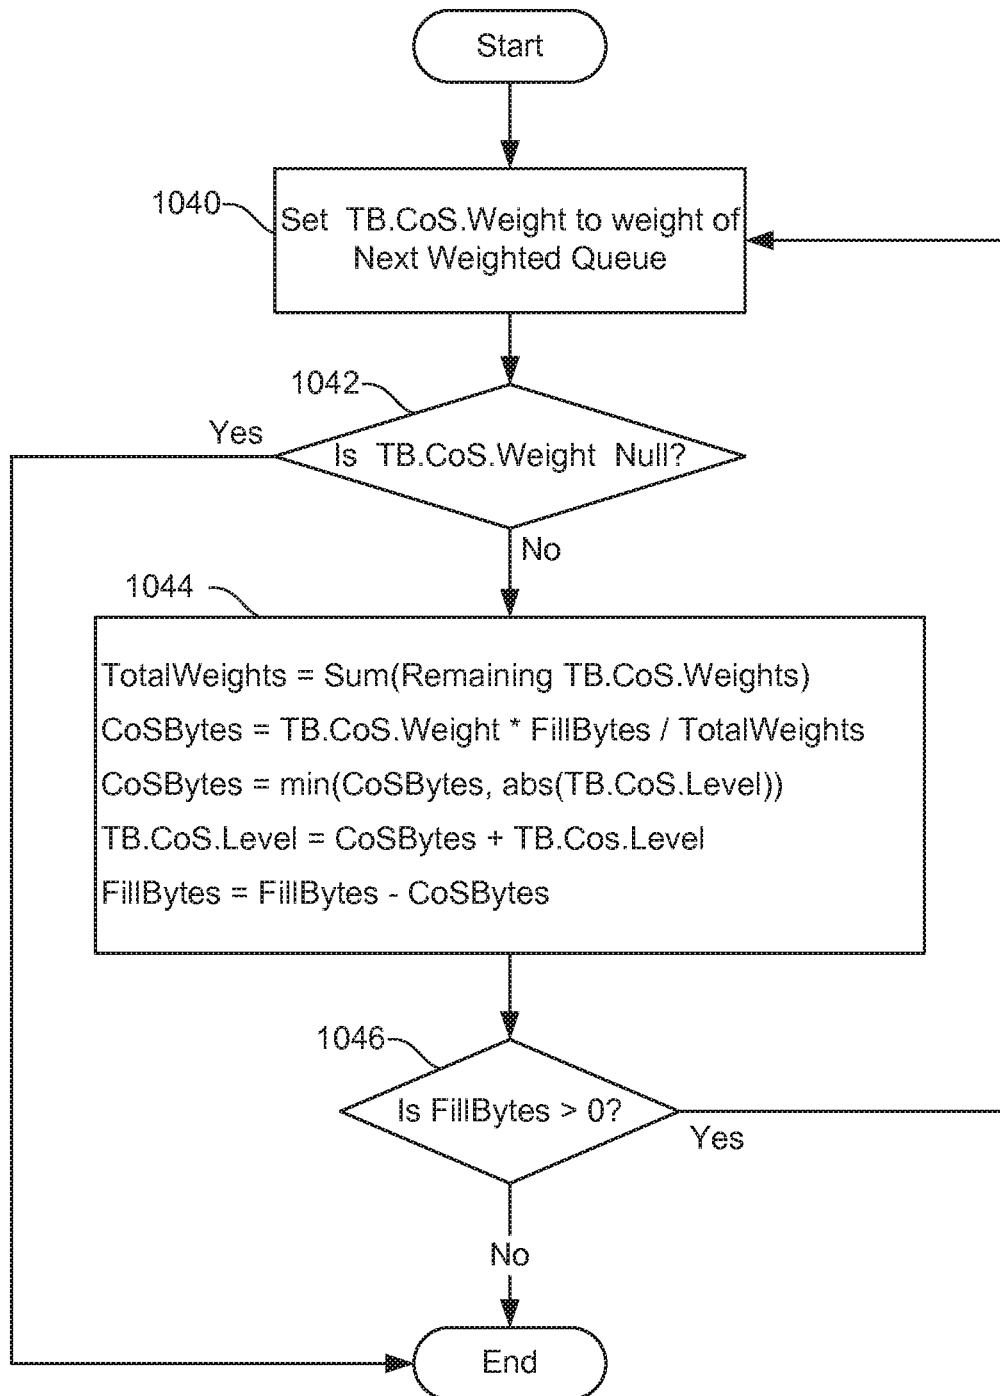 Start
1040
Set TB.CoS.Weight to weight of
Next Weighted Queue
1042
Yes
Is TB.CoS.Weight Null?
No
1044
TotalWeights = Sum(Remaining TB.CoS.Weights)
CoSBytes = TB.CoS.Weight * FillBytes / TotalWeights
CoSBytes = min(CoSBytes, abs(TB.CoS.Level))
TB.CoS.Level = CoSBytes + TB.Cos.Level
FillBytes = FillBytes - CoSBytes
1046
Is FillBytes > 0?
Yes
No
End